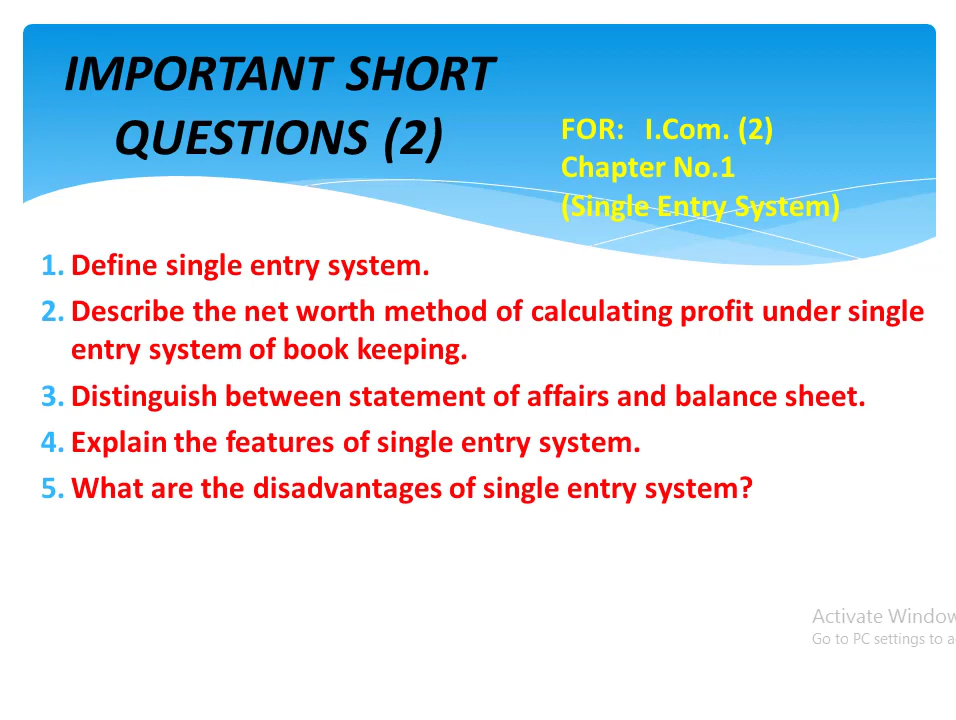 IMPORTANT SHORT
QUESTIONS (2)
FOR: I.Com. (2)
Chapter No.1
(Single Entry System)
1. Define single entry system.
2. Describe the net worth method of calculating profit under single
entry system of book keeping.
3. Distinguish between statement of affairs and balance sheet.
4. Explain the features of single entry system.
5. What are the disadvantages of single entry system?
Activate Window
Go to PC settings to a